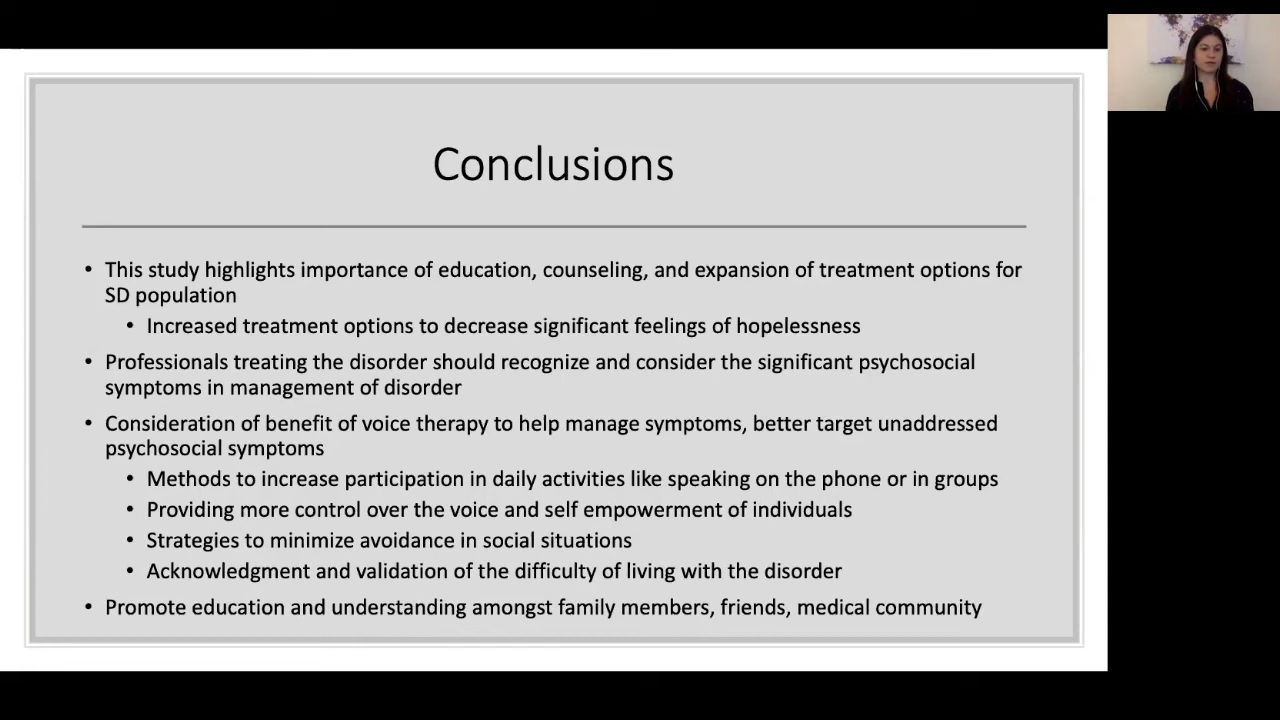 Conclusions
• This study highlights importance of education, counseling, and expansion of treatment options for
SD population
• Increased treatment options to decrease significant feelings of hopelessness
• Professionals treating the disorder should recognize and consider the significant psychosocial
symptoms in management of disorder
• Consideration of benefit of voice therapy to help manage symptoms, better target unaddressed
psychosocial symptoms
• Methods to increase participation in daily activities like speaking on the phone or in groups
• Providing more control over the voice and self empowerment of individuals
• Strategies to minimize avoidance in social situations
• Acknowledgment and validation of the difficulty of living with the disorder
• Promote education and understanding amongst family members, friends, medical community